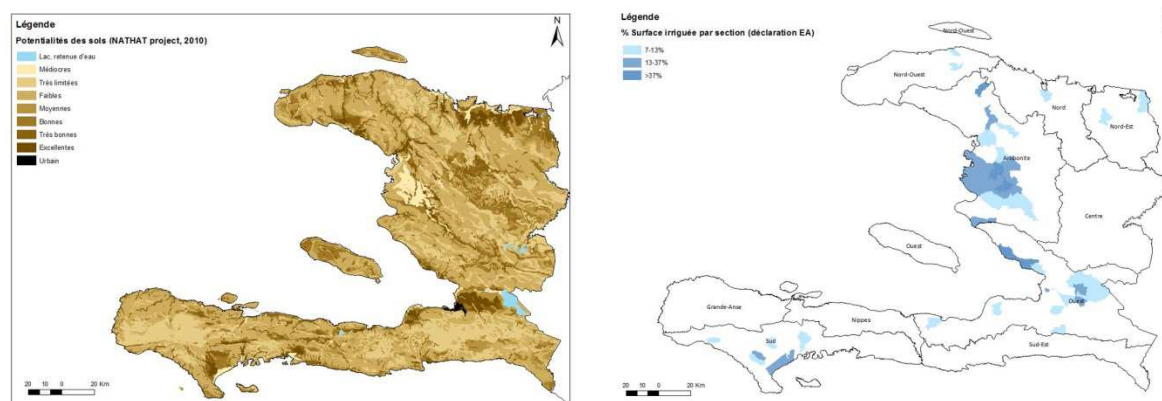 Légende
Potentialités des sols (NATHAT project, 2010)
Lac, retenue d'eau
Médiocres
Très limitées
Faibles
Moyennes
Bonnes
Très bonnes
Excellentes
Urbain
N
20 10 0 20 Km
Légende
% Surface irriguée par section (déclaration EA)
7-13%
13-37%
>37%
N
Nord-Ouest
Nord-Ouest
Nord
Nord-Est
Artibonite
Centre
Ouest
Ouest
Grande-Anse
Nippes
Sud
Sud-Est
20 10 0 20 Km